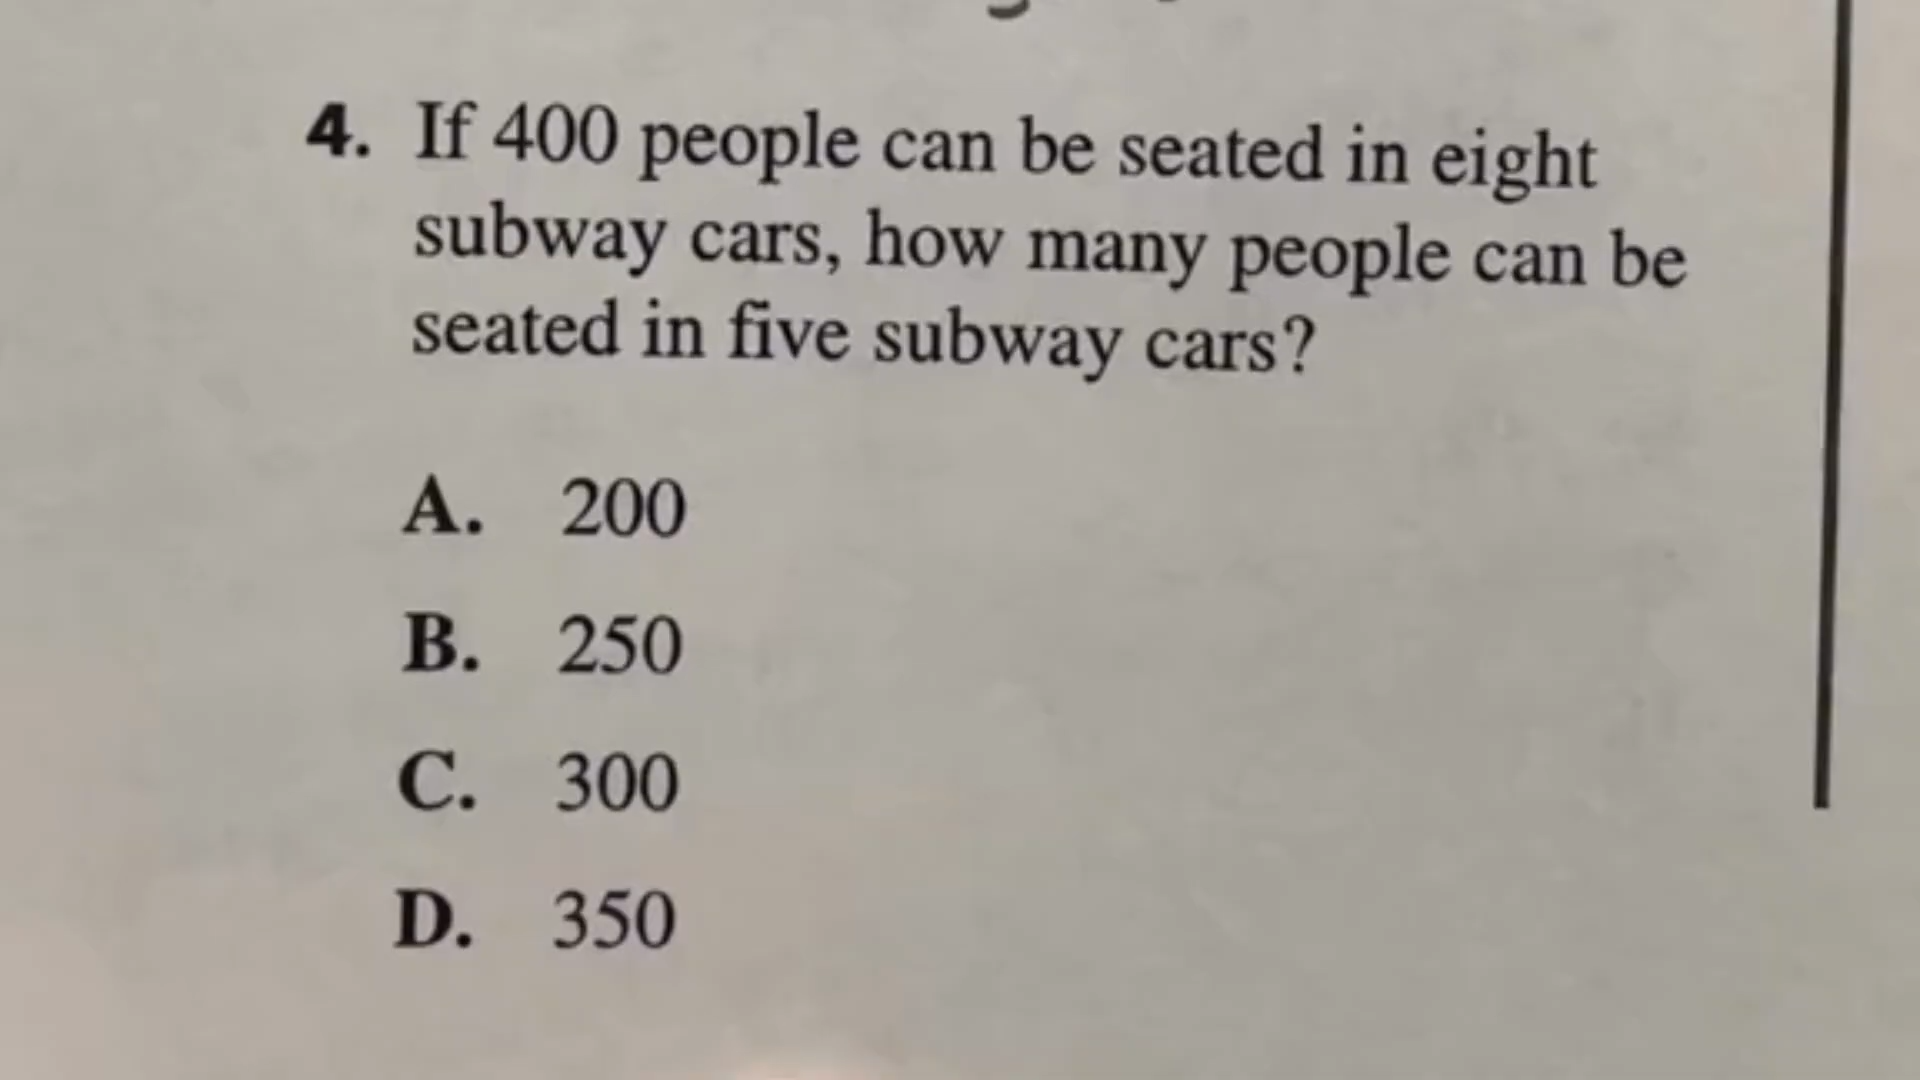 4. If 400 people can be seated in eight
subway cars, how many people can be
seated in five subway cars?
A. 200
B. 250
C. 300
D. 350